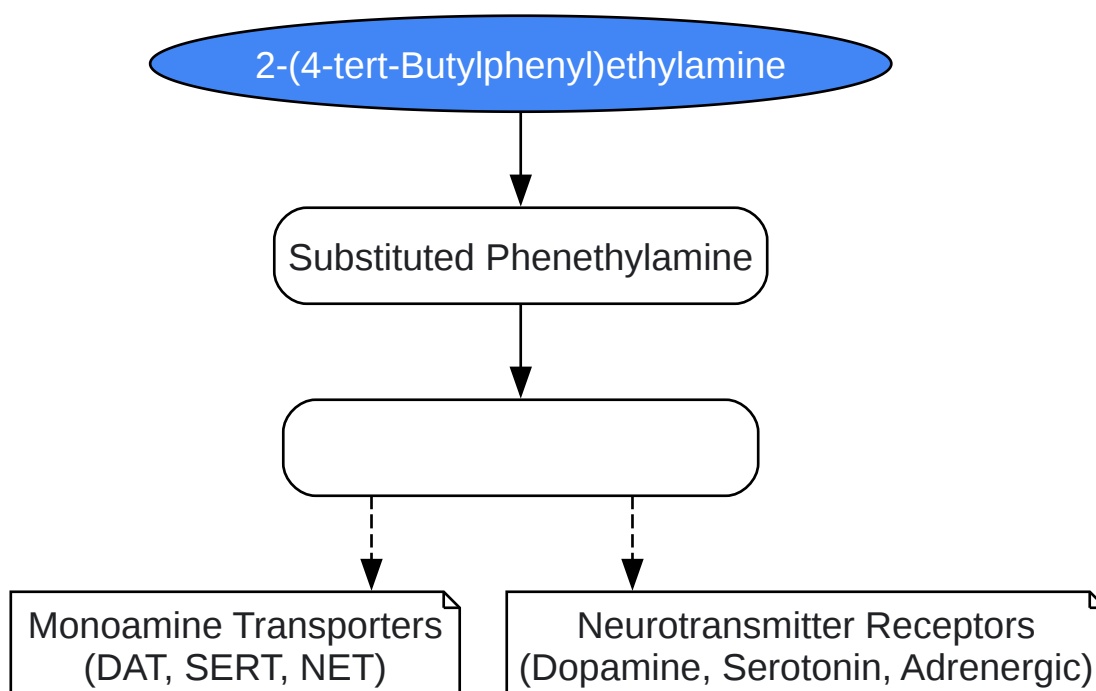 2-(4-tert-Butylphenyl)ethylamine
Substituted Phenethylamine
Monoamine Transporters
(DAT, SERT, NET)
Neurotransmitter Receptors
(Dopamine, Serotonin, Adrenergic)